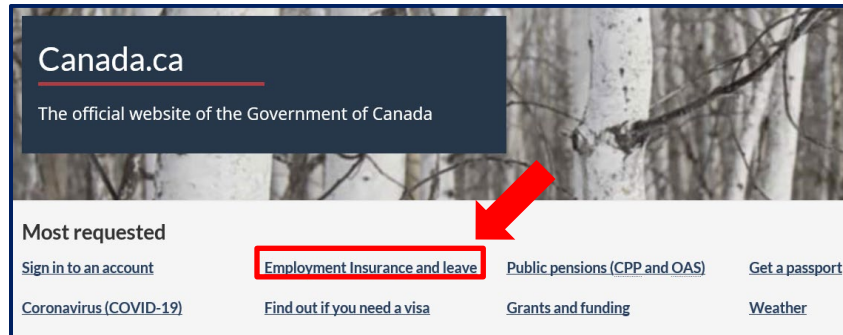 Canada.ca
The official website of the Government of Canada
Most requested
Sign in to an account Employment Insurance and leave Public pensions (CPP and OAS) Get a passport
Coronavirus (COVID-19) Find out if you need a visa Grants and funding Weather